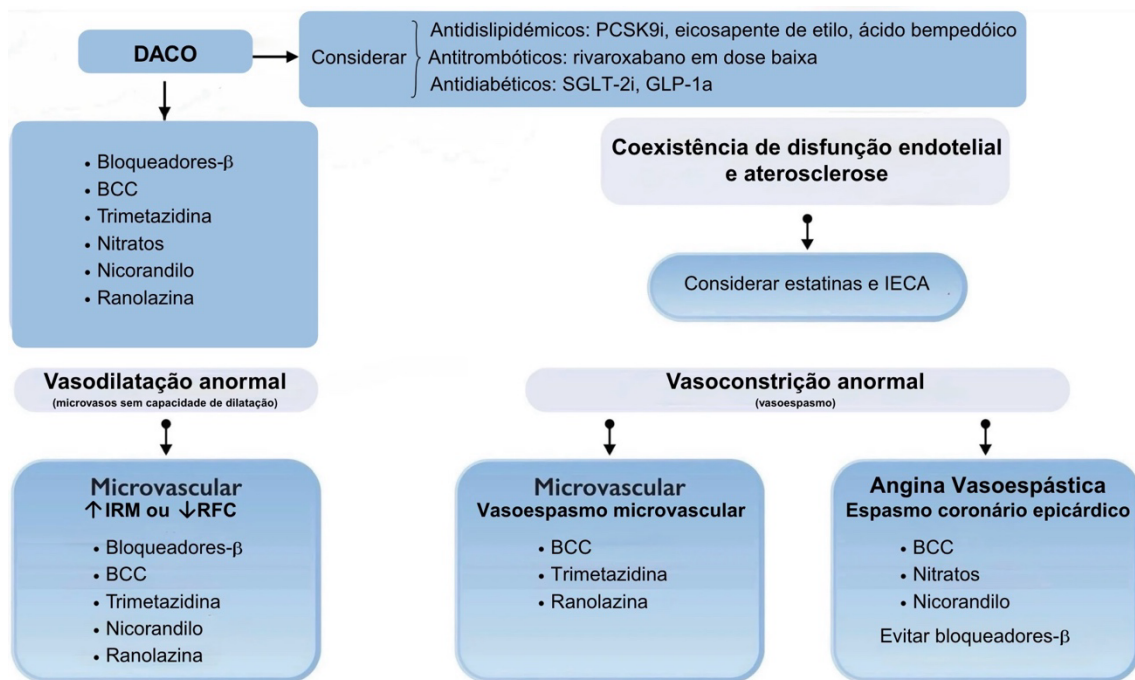 DACO
Considerar
Antidislipidémicos: PCSK9i, eicosapente de etilo, ácido bempedóico
Antitrombóticos: rivaroxabano em dose baixa
Antidiabéticos: SGLT-2i, GLP-1a
• Bloqueadores-β
• BCC
• Trimetazidina
• Nitratos
• Nicorandilo
• Ranolazina
Coexistência de disfunção endotelial
e aterosclerose
Considerar estatinas e IECA
Vasodilatação anormal
(microvasos sem capacidade de dilatação)
Microvascular
↑IRM ou ↓RFC
• Bloqueadores-β
• BCC
• Trimetazidina
• Nicorandilo
• Ranolazina
Vasoconstrição anormal
(vasoespasmo)
Microvascular
Vasoespasmo microvascular
• BCC
• Trimetazidina
• Ranolazina
Angina Vasoespástica
Espasmo coronário epicárdico
• BCC
• Nitratos
• Nicorandilo
Evitar bloqueadores-β